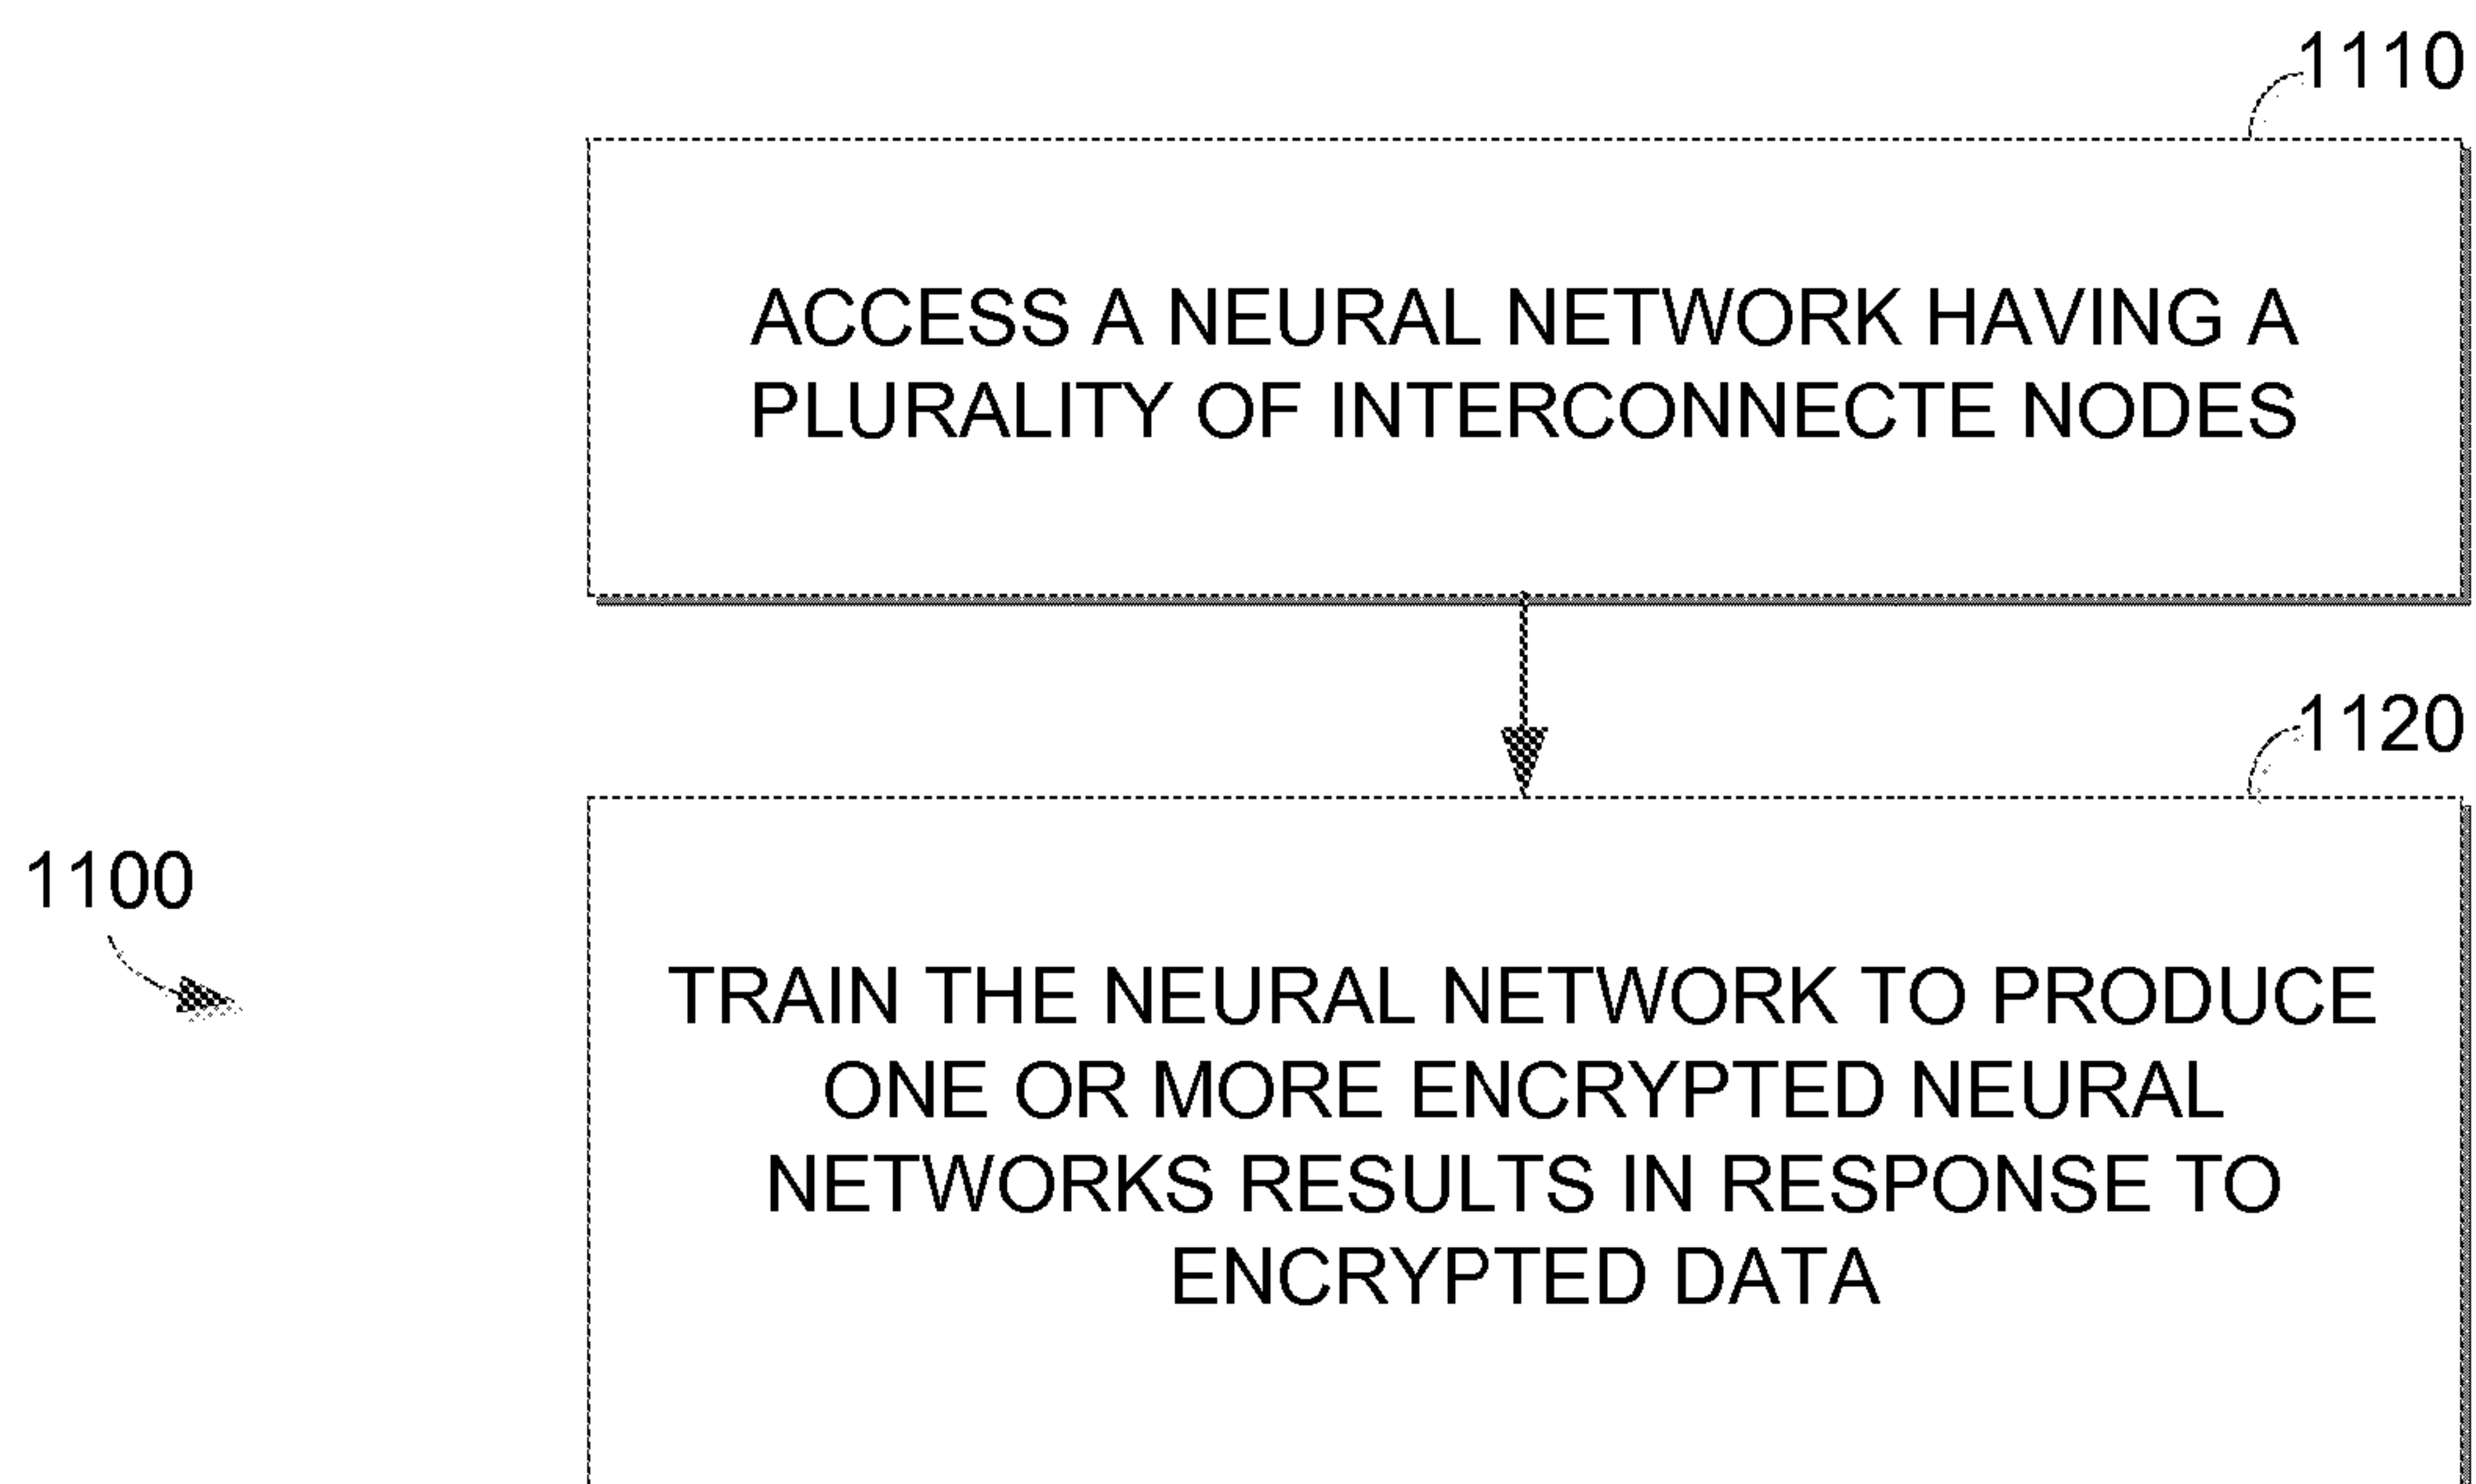 1110
ACCESS A NEURAL NETWORK HAVING A
PLURALITY OF INTERCONNECTE NODES
1120
1100
TRAIN THE NEURAL NETWORK TO PRODUCE
ONE OR MORE ENCRYPTED NEURAL
NETWORKS RESULTS IN RESPONSE TO
ENCRYPTED DATA